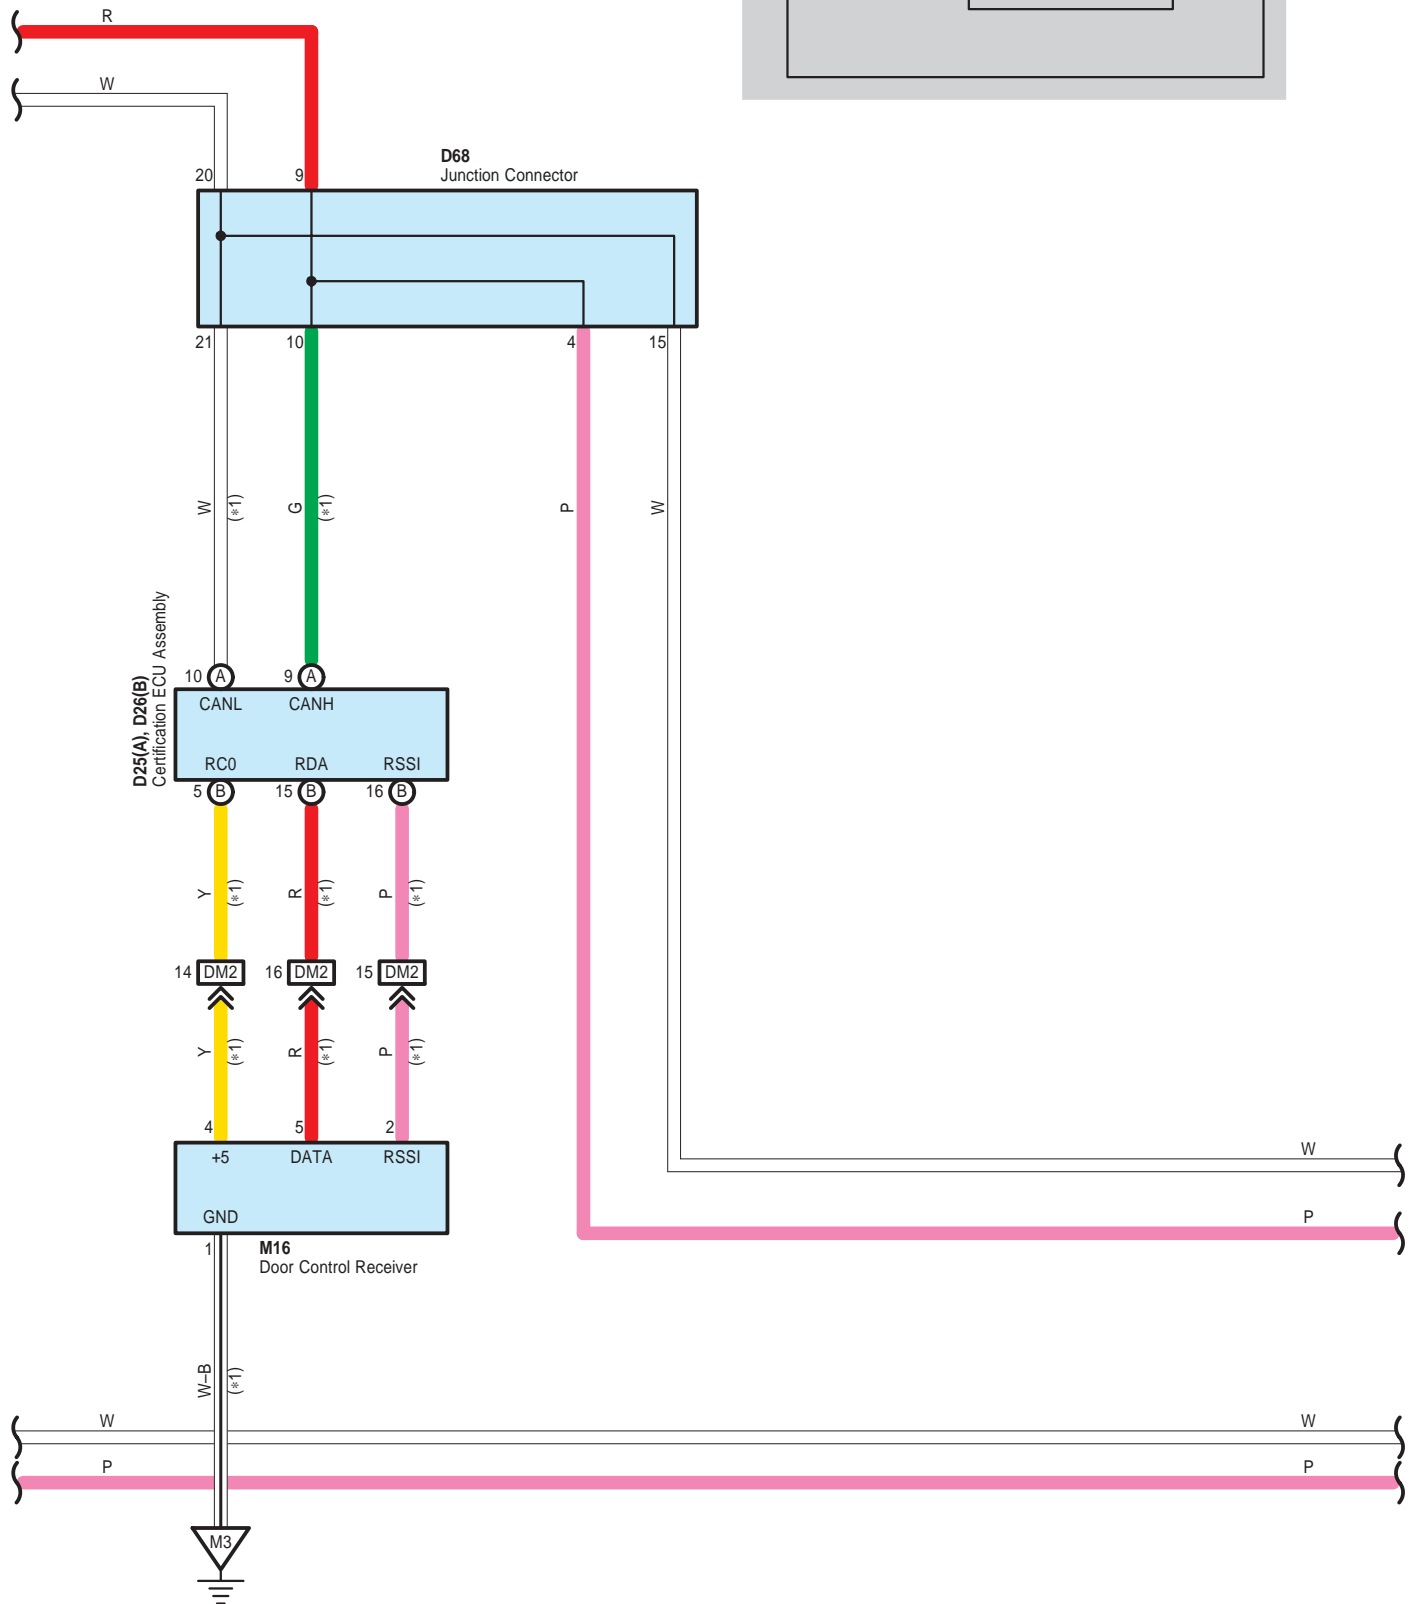 R
W
D68
Junction Connector
20 9
21 10 4 15
W (*1) G (*1) P W
D25(A), D26(B)
Certification ECU Assembly
10 A 9 A
CANL CANH
RC0 RDA RSSI
5 B 15 B 16 B
Y (*1) R (*1) P (*1)
14 DM2 16 DM2 15 DM2
Y (*1) R (*1) P (*1)
4 5 2
+5 DATA RSSI
W
GND
P
1
M16
Door Control Receiver
W–B (*1)
W W
P P
M3